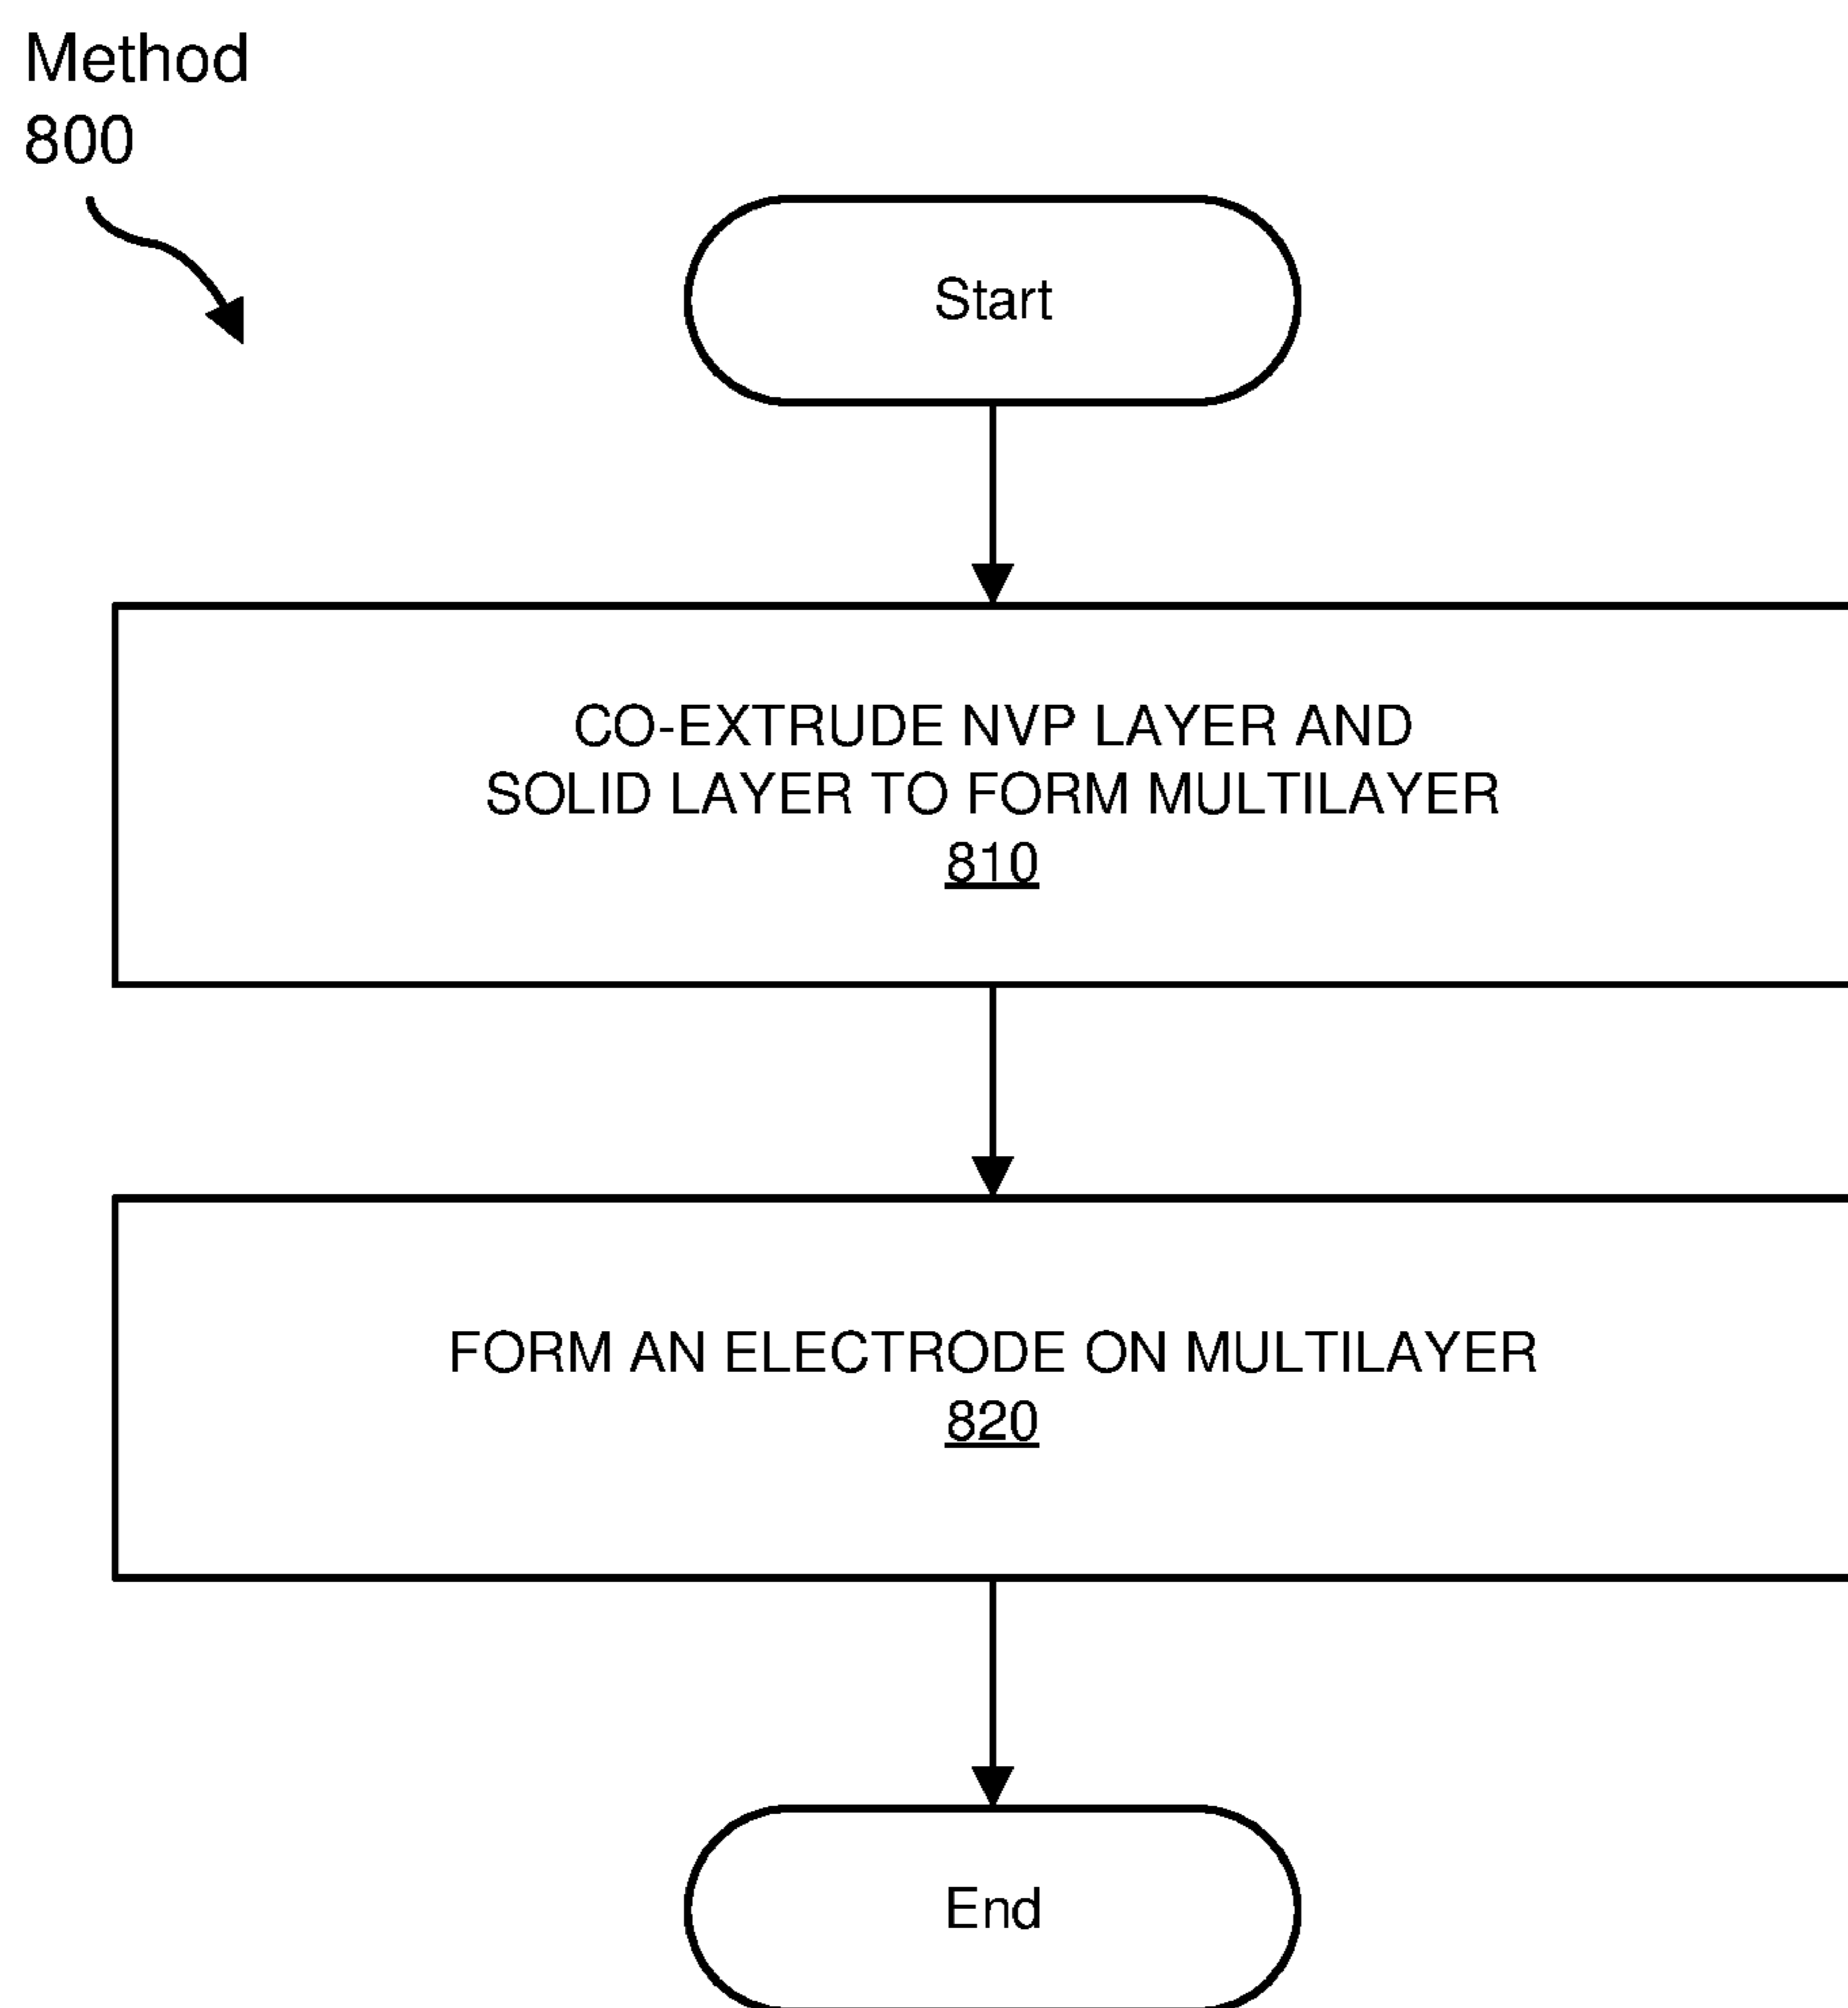 Method
800
Start
CO-EXTRUDE NVP LAYER AND
SOLID LAYER TO FORM MULTILAYER
810
FORM AN ELECTRODE ON MULTILAYER
820
End